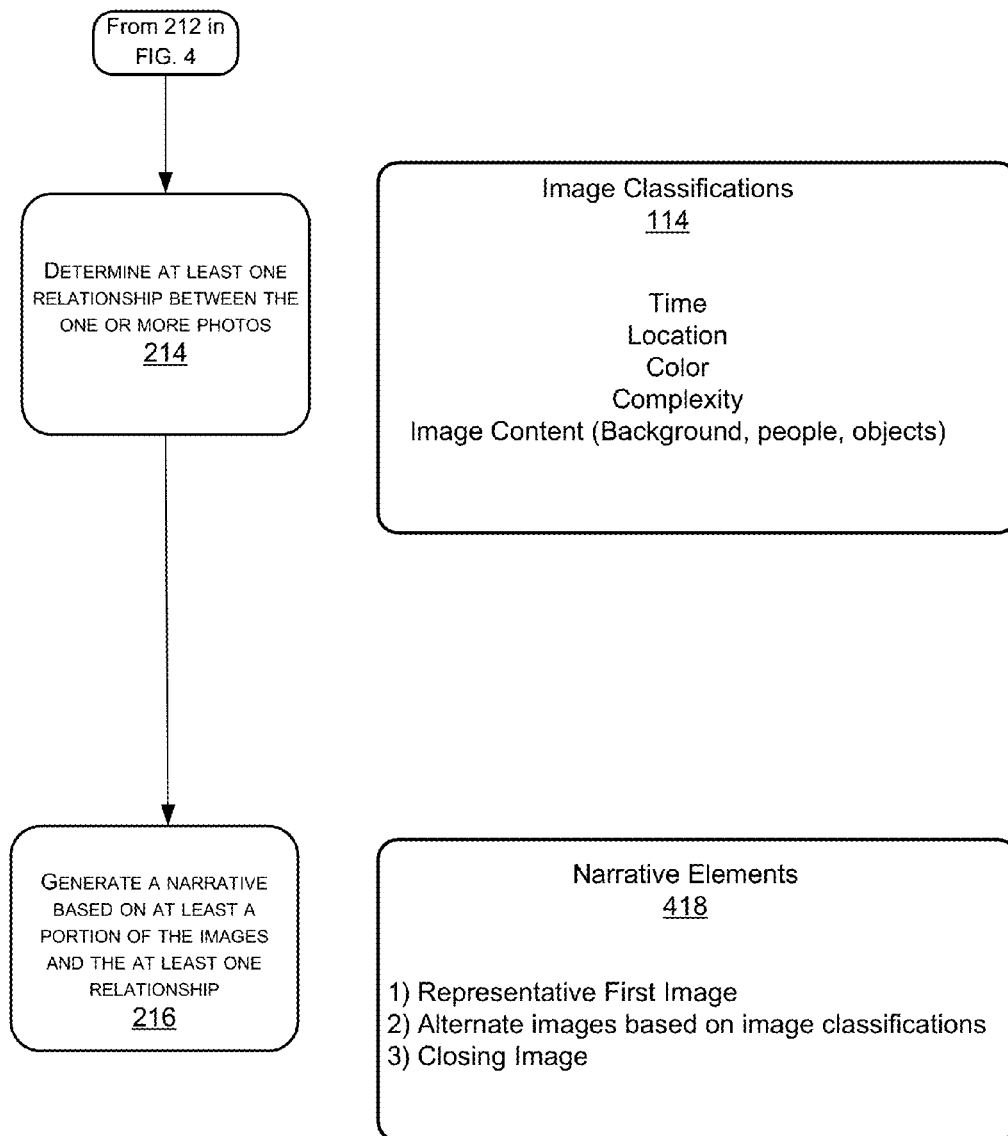 From 212 in
FIG. 4
DETERMINE AT LEAST ONE
RELATIONSHIP BETWEEN THE
ONE OR MORE PHOTOS
214
Image Classifications
114
Time
Location
Color
Complexity
Image Content (Background, people, objects)
GENERATE A NARRATIVE
BASED ON AT LEAST A
PORTION OF THE IMAGES
AND THE AT LEAST ONE
RELATIONSHIP
216
Narrative Elements
418
1) Representative First Image
2) Alternate images based on image classifications
3) Closing Image